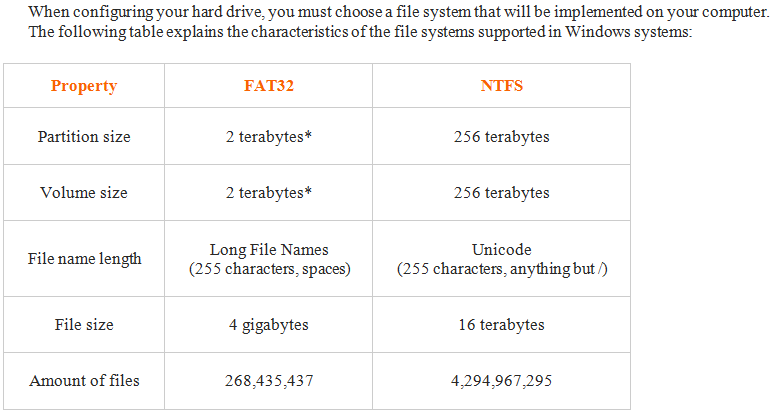 When configuring your hard drive, you must choose a file system that will be implemented on your computer.
The following table explains the characteristics of the file systems supported in Windows systems:
Property FAT32 NTFS
Partition size 2 terabytes* 256 terabytes
Volume size 2 terabytes* 256 terabytes
File name length Long File Names Unicode
(255 characters, spaces) (255 characters, anything but /)
File size 4 gigabytes 16 terabytes
Amount of files 268,435,437 4,294,967,295